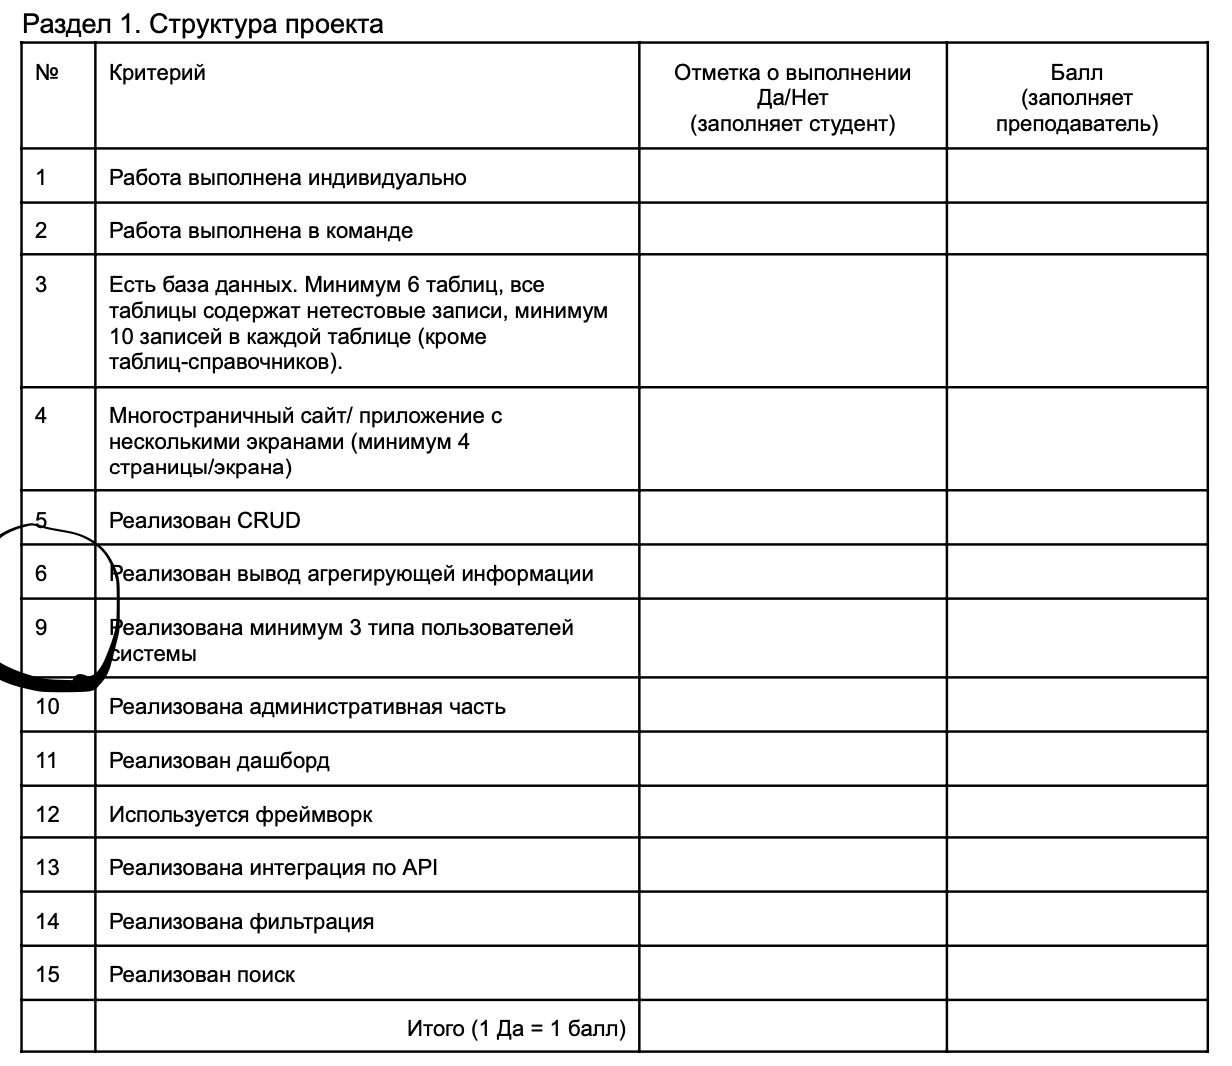 Раздел 1. Структура проекта
№ Критерий Отметка о выполнении Да/Нет (заполняет студент) Балл (заполняет преподаватель)
1 Работа выполнена индивидуально
2 Работа выполнена в команде
3 Есть база данных. Минимум 6 таблиц, все
таблицы содержат нетестовые записи, минимум
10 записей в каждой таблице (кроме
таблиц-справочников).
4 Многостраничный сайт/ приложение с
несколькими экранами (минимум 4
страницы/экрана)
5 Реализован CRUD
6 Реализован вывод агрегирующей информации
9 Реализована минимум 3 типа пользователей
системы
10 Реализована административная часть
11 Реализован дашборд
12 Используется фреймворк
13 Реализована интеграция по API
14 Реализована фильтрация
15 Реализован поиск
Итого (1 Да = 1 балл)